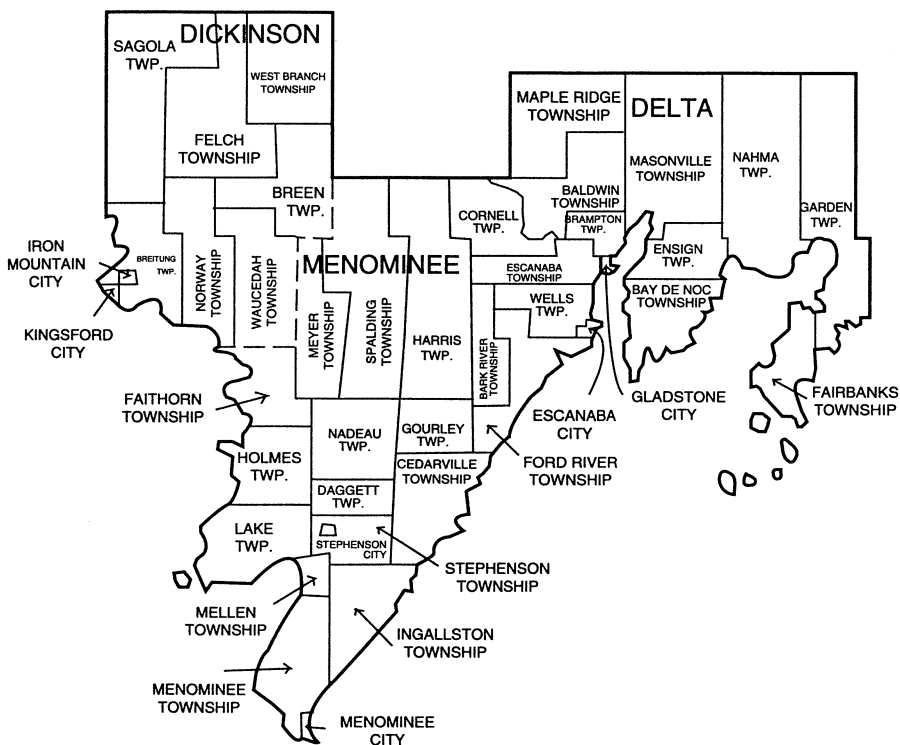 DICKINSON
SAGOLA
TWP.
WEST BRANCH
TOWNSHIP
MAPLE RIDGE
TOWNSHIP
DELTA
FELCH
TOWNSHIP
MASONVILLE
TOWNSHIP
NAHMA
TWP.
BREEN
TWP.
BALDWIN
TOWNSHIP
GARDEN
TWP.
CORNELL
TWP.
BRAMPTON
TWP.
IRON
MOUNTAIN
CITY
BREITUNG
TWP.
NORWAY
TOWNSHIP
WAUCEDAH
TOWNSHIP
MENOMINEE
ESCANABA
TOWNSHIP
ENSIGN
TWP.
BAY DE NOC
TOWNSHIP
WELLS
TWP.
KINGSFORD
CITY
MEYER
TOWNSHIP
SPALDING
TOWNSHIP
HARRIS
TWP.
BARK RIVER
TOWNSHIP
FAITHORN
TOWNSHIP
ESCANABA
CITY
GLADSTONE
CITY
FAIRBANKS
TOWNSHIP
NADEAU
TWP.
GOURLEY
TWP.
FORD RIVER
TOWNSHIP
HOLMES
TWP.
CEDARVILLE
TOWNSHIP
DAGGETT
TWP.
LAKE
TWP.
STEPHENSON
CITY
STEPHENSON
TOWNSHIP
MELLEN
TOWNSHIP
INGALLSTON
TOWNSHIP
MENOMINEE
TOWNSHIP
MENOMINEE
CITY